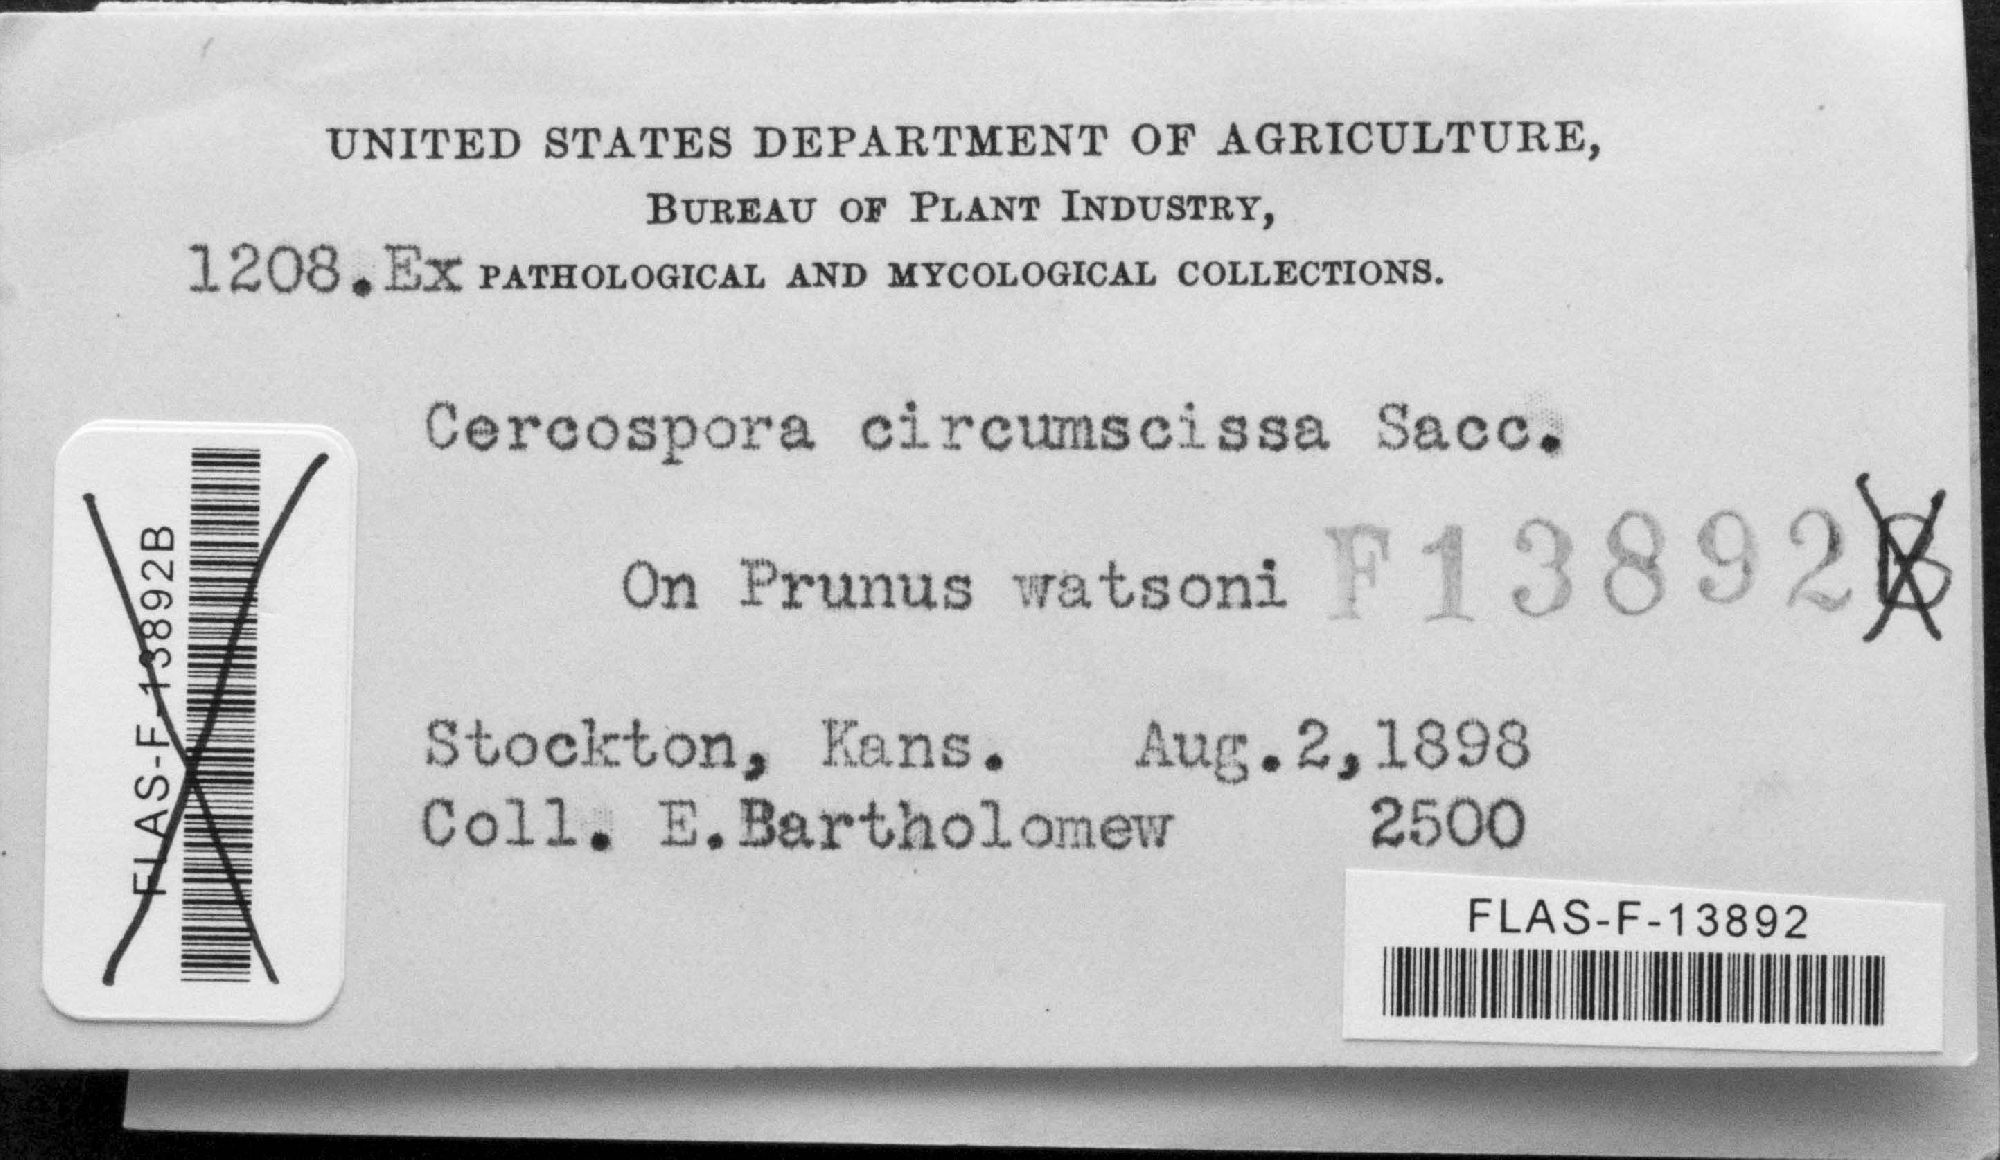 UNITED STATES DEPARTMENT OF AGRICULTURE,
BUREAU OF PLANT INDUSTRY,
1208.Ex PATHOLOGICAL AND MYCOLOGICAL COLLECTIONS.
Cercospora circumscissa Sacc.
On Prunus watsoni F13892B
Stockton, Kans. Aug.2,1898
Coll. E.Bartholomew 2500
FLAS-F-13892B
FLAS-F-13892